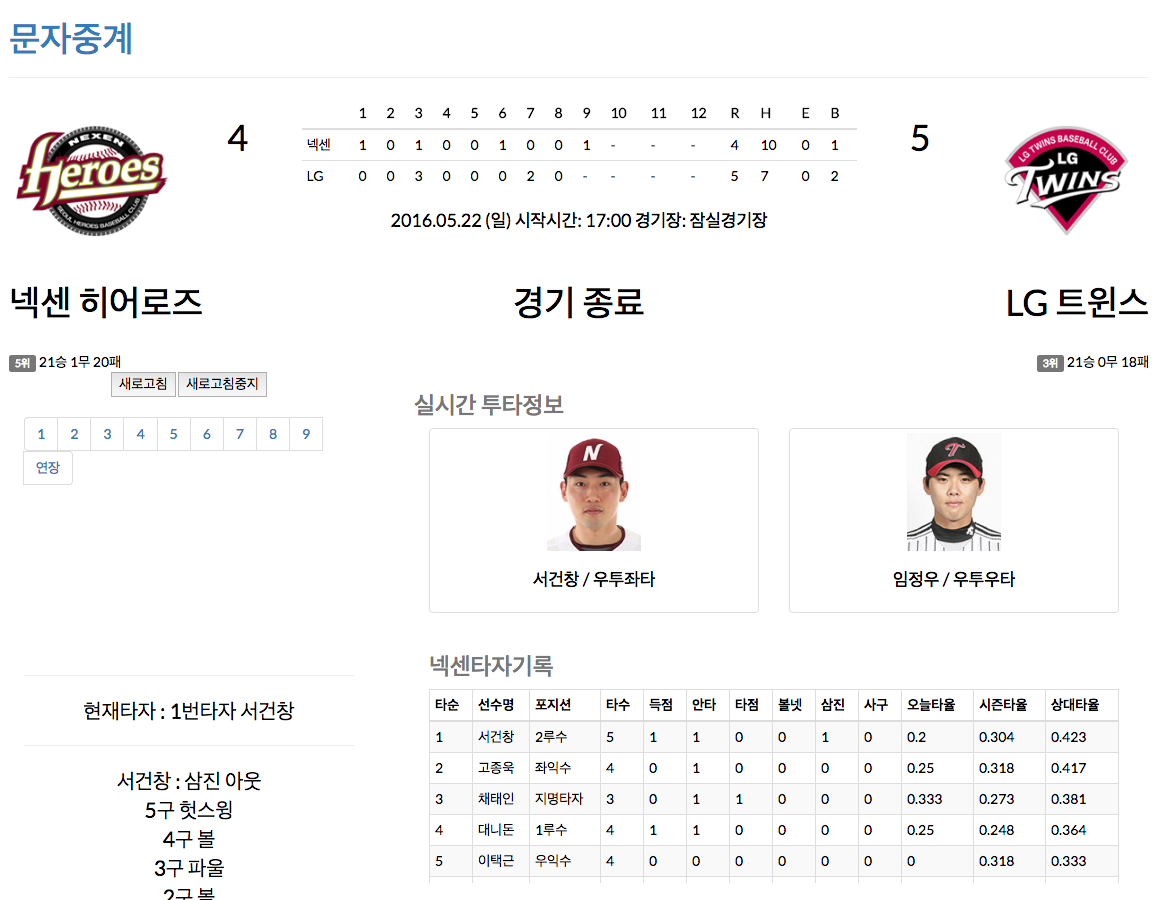 문자중계
4
5
1 2 3 4 5 6 7 8 9 10 11 12 R H E B
넥센 1 0 1 0 0 1 0 0 1 - - - 4 10 0 1
LG 0 0 3 0 0 0 2 0 - - - - 5 7 0 2
2016.05.22 (일) 시작시간: 17:00 경기장: 잠실경기장
NEXEN
Heroes
SEOUL HEROES BASEBALL CLUB
LG TWINS BASEBALL CLUB
LG
TWINS
넥센 히어로즈
경기 종료
LG 트윈스
5위 21승 1무 20패
3위 21승 0무 18패
새로고침 새로고침중지
1 2 3 4 5 6 7 8 9
연장
실시간 투타정보
N
서건창 / 우투좌타
임정우 / 우투우타
현재타자 : 1번타자 서건창
서건창 : 삼진 아웃
5구 헛스윙
4구 볼
3구 파울
2구 볼
넥센타자기록
타순 선수명 포지션 타수 득점 안타 타점 볼넷 삼진 사구 오늘타율 시즌타율 상대타율
1 서건창 2루수 5 1 1 0 0 1 0 0.2 0.304 0.423
2 고종욱 좌익수 4 0 1 0 0 0 0 0.25 0.318 0.417
3 채태인 지명타자 3 0 1 1 0 0 0 0.333 0.273 0.381
4 대니돈 1루수 4 1 1 0 0 0 0 0.25 0.248 0.364
5 이택근 우익수 4 0 0 0 0 0 0 0 0.318 0.333